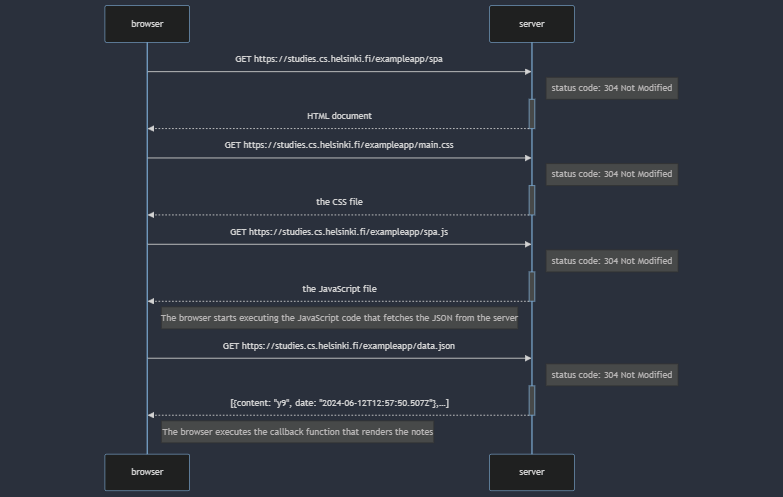 browser
server
GET https://studies.cs.helsinki.fi/exampleapp/spa
status code: 304 Not Modified
HTML document
GET https://studies.cs.helsinki.fi/exampleapp/main.css
status code: 304 Not Modified
the CSS file
GET https://studies.cs.helsinki.fi/exampleapp/spa.js
status code: 304 Not Modified
the JavaScript file
The browser starts executing the JavaScript code that fetches the JSON from the server
GET https://studies.cs.helsinki.fi/exampleapp/data.json
status code: 304 Not Modified
[{content: "y9", date: "2024-06-12T12:57:50.507Z"},...]
The browser executes the callback function that renders the notes
browser
server